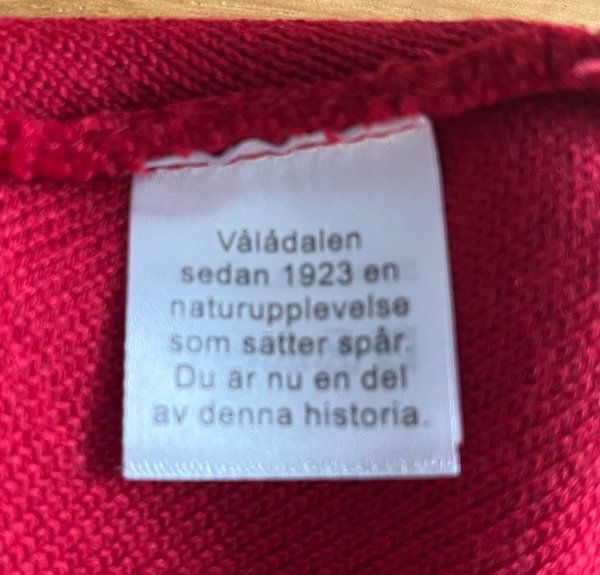 Vålådalen
sedan 1923 en
naturupplevelse
som sätter spår.
Du är nu en del
av denna historia.